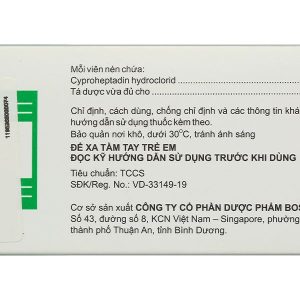 Mỗi viên nén chứa:
Cyproheptadin hydroclorid
Tá dược vừa đủ cho
Chỉ định, cách dùng, chống chỉ định và các thông tin khá
hướng dẫn sử dụng thuốc kèm theo.
Bảo quản nơi khô, dưới 30°C, tránh ánh sáng
ĐỂ XA TẦM TAY TRẺ EM
ĐỌC KỸ HƯỚNG DẪN SỬ DỤNG TRƯỚC KHI DÙNG
Tiêu chuẩn: TCCS
SĐK/Reg. No.: VD-33149-19
Cơ sở sản xuất CÔNG TY CỔ PHẦN DƯỢC PHẨM BOS
Số 43, đường số 8, KCN Việt Nam – Singapore, phường
thành phố Thuận An, tỉnh Bình Dương.